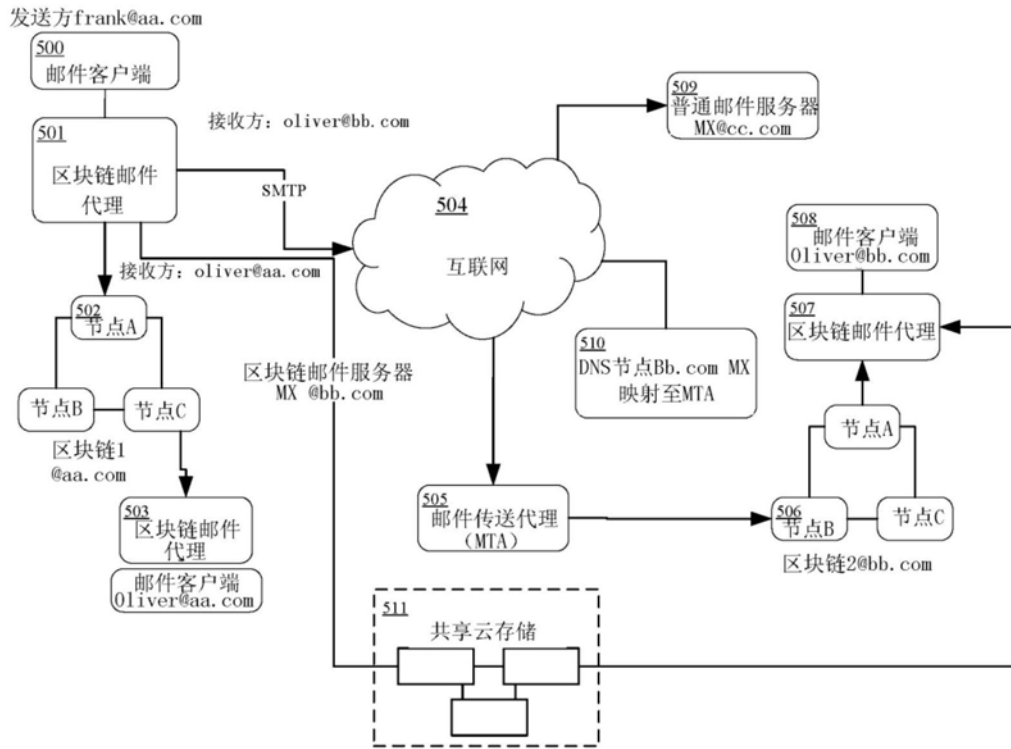 发送方frank@aa.com
500
邮件客户端
501
区块链邮件
代理
接收方：oliver@bb.com
SMTP
接收方：oliver@aa.com
502
节点A
节点B
节点C
区块链1
@aa.com
503
区块链邮件
代理
邮件客户端
Oliver@aa.com
区块链邮件服务器
MX @bb.com
504
互联网
509
普通邮件服务器
MX@cc.com
510
DNS节点Bb.com MX
映射至MTA
505
邮件传送代理
（MTA）
508
邮件客户端
Oliver@bb.com
507
区块链邮件代理
节点A
506
节点B
节点C
区块链2@bb.com
511
共享云存储